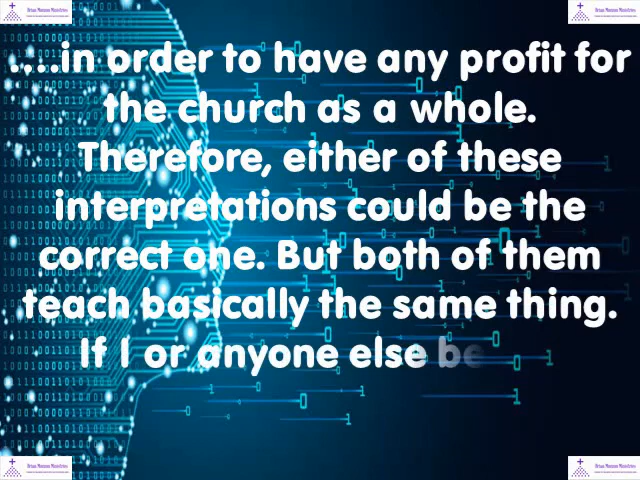 ....in order to have any profit for
the church as a whole.
Therefore, either of these
interpretations could be the
correct one. But both of them
teach basically the same thing.
If I or anyone else be